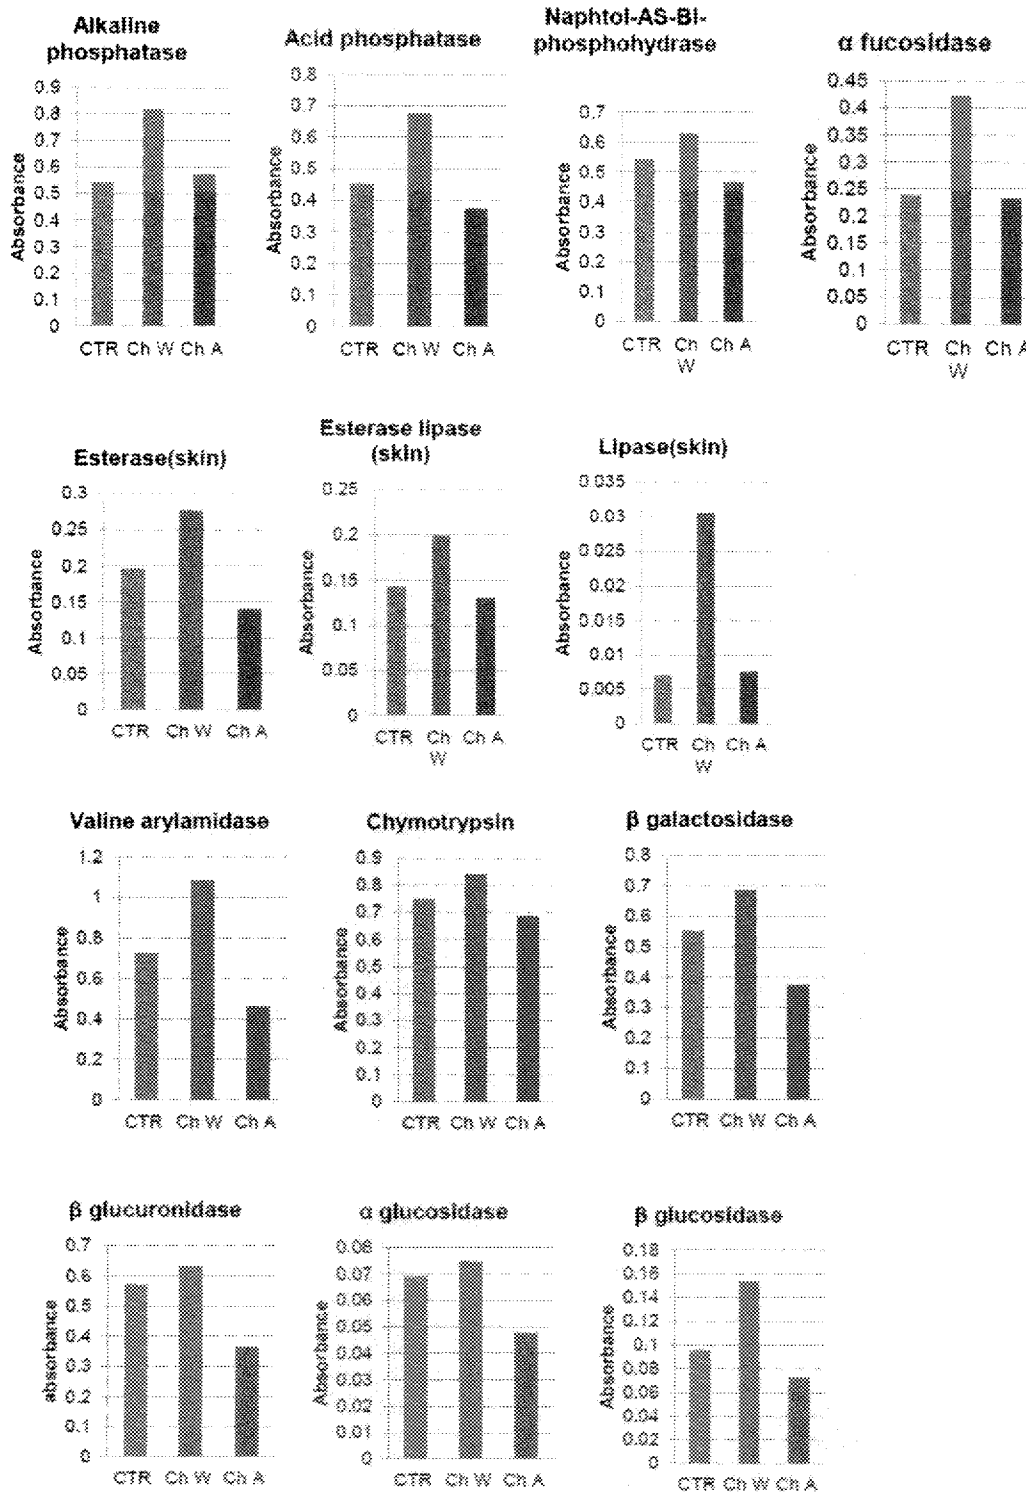 Alkaline
phosphatase
Absorbance
0.9
0.8
0.7
0.6
0.5
0.4
0.3
0.2
0.1
0
CTR Ch W Ch A
Acid phosphatase
Absorbance
0.8
0.7
0.6
0.5
0.4
0.3
0.2
0.1
0
CTR Ch W Ch A
Naphtol-AS-BI-
phosphohydrase
Absorbance
0.7
0.6
0.5
0.4
0.3
0.2
0.1
0
CTR Ch Ch A
W
α fucosidase
Absorbance
0.45
0.4
0.35
0.3
0.25
0.2
0.15
0.1
0.05
0
CTR Ch Ch A
W
Esterase(skin)
Absorbance
0.3
0.25
0.2
0.15
0.1
0.05
0
CTR Ch W Ch A
Esterase lipase
(skin)
Absorbance
0.25
0.2
0.15
0.1
0.05
0
CTR Ch Ch A
W
Lipase(skin)
Absorbance
0.035
0.03
0.025
0.02
0.015
0.01
0.005
0
CTR Ch Ch A
W
Valine arylamidase
Absorbance
1.2
1
0.8
0.6
0.4
0.2
0
CTR Ch W Ch A
Chymotrypsin
Absorbance
0.9
0.8
0.7
0.6
0.5
0.4
0.3
0.2
0.1
0
CTR Ch W Ch A
β galactosidase
Absorbance
0.8
0.7
0.6
0.5
0.4
0.3
0.2
0.1
0
CTR Ch W Ch A
β glucuronidase
absorbance
0.7
0.6
0.5
0.4
0.3
0.2
0.1
0
CTR Ch W Ch A
α glucosidase
Absorbance
0.08
0.07
0.06
0.05
0.04
0.03
0.02
0.01
0
CTR Ch W Ch A
β glucosidase
Absorbance
0.18
0.16
0.14
0.12
0.1
0.08
0.06
0.04
0.02
0
CTR Ch W Ch A